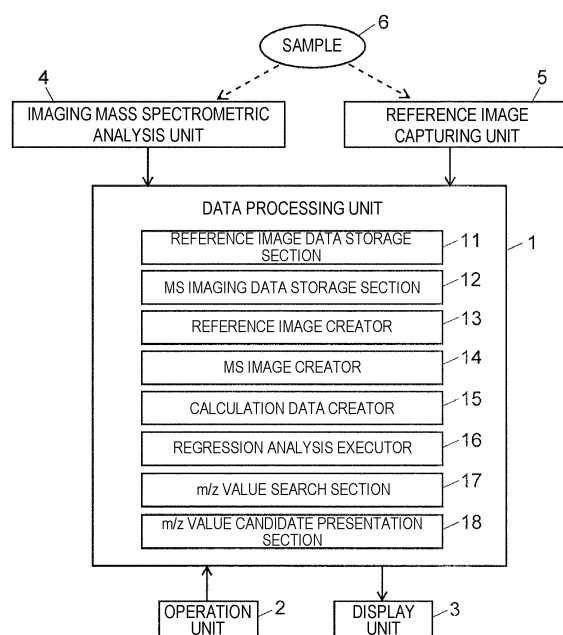 6
SAMPLE
4
5
IMAGING MASS SPECTROMETRIC
ANALYSIS UNIT
REFERENCE IMAGE
CAPTURING UNIT
DATA PROCESSING UNIT
1
REFERENCE IMAGE DATA STORAGE
SECTION
11
MS IMAGING DATA STORAGE SECTION
12
REFERENCE IMAGE CREATOR
13
MS IMAGE CREATOR
14
CALCULATION DATA CREATOR
15
REGRESSION ANALYSIS EXECUTOR
16
m/z VALUE SEARCH SECTION
17
m/z VALUE CANDIDATE PRESENTATION
SECTION
18
OPERATION
UNIT
2
DISPLAY
UNIT
3